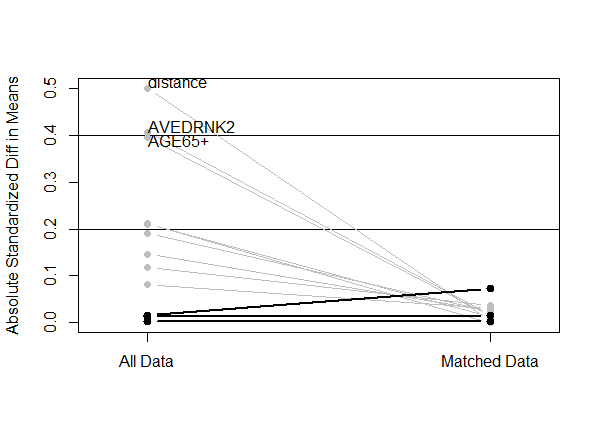 Absolute Standardized Diff in Means
0.5
0.4
0.3
0.2
0.1
0.0
distance
AVEDRNK2
AGE65+
All Data
Matched Data